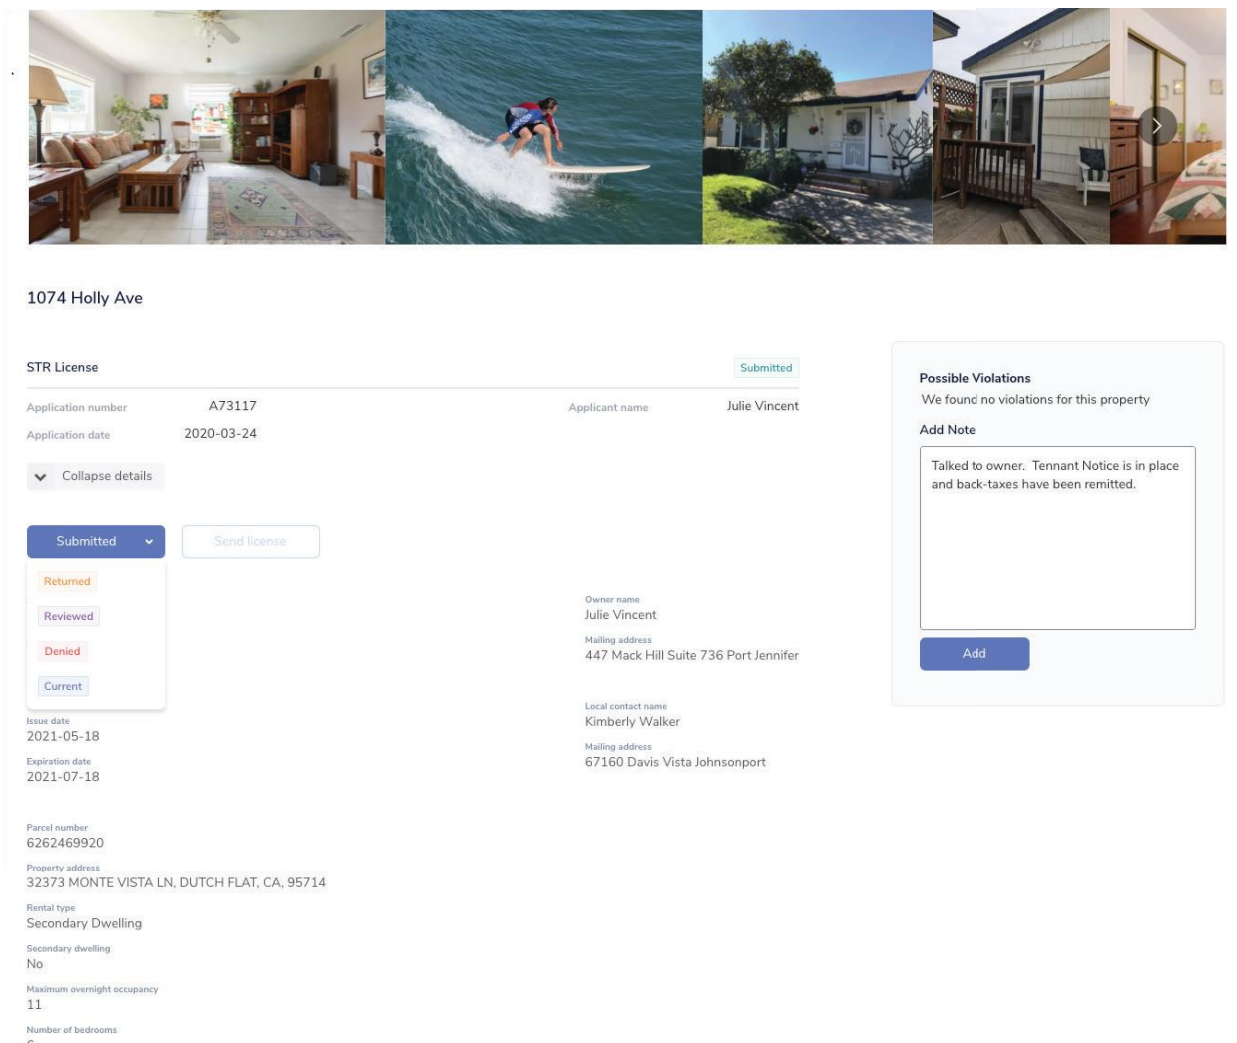 1074 Holly Ave
STR License
Submitted
Application number
A73117
Applicant name
Julie Vincent
Application date
2020-03-24
Collapse details
Submitted
Send license
Returned
Reviewed
Denied
Current
Issue date
2021-05-18
Expiration date
2021-07-18
Parcel number
6262469920
Property address
32373 MONTE VISTA LN, DUTCH FLAT, CA, 95714
Rental type
Secondary Dwelling
Secondary dwelling
No
Maximum overnight occupancy
11
Number of bedrooms
Owner name
Julie Vincent
Mailing address
447 Mack Hill Suite 736 Port Jennifer
Local contact name
Kimberly Walker
Mailing address
67160 Davis Vista Johnsonport
Possible Violations
We found no violations for this property
Add Note
Talked to owner. Tennant Notice is in place
and back-taxes have been remitted.
Add